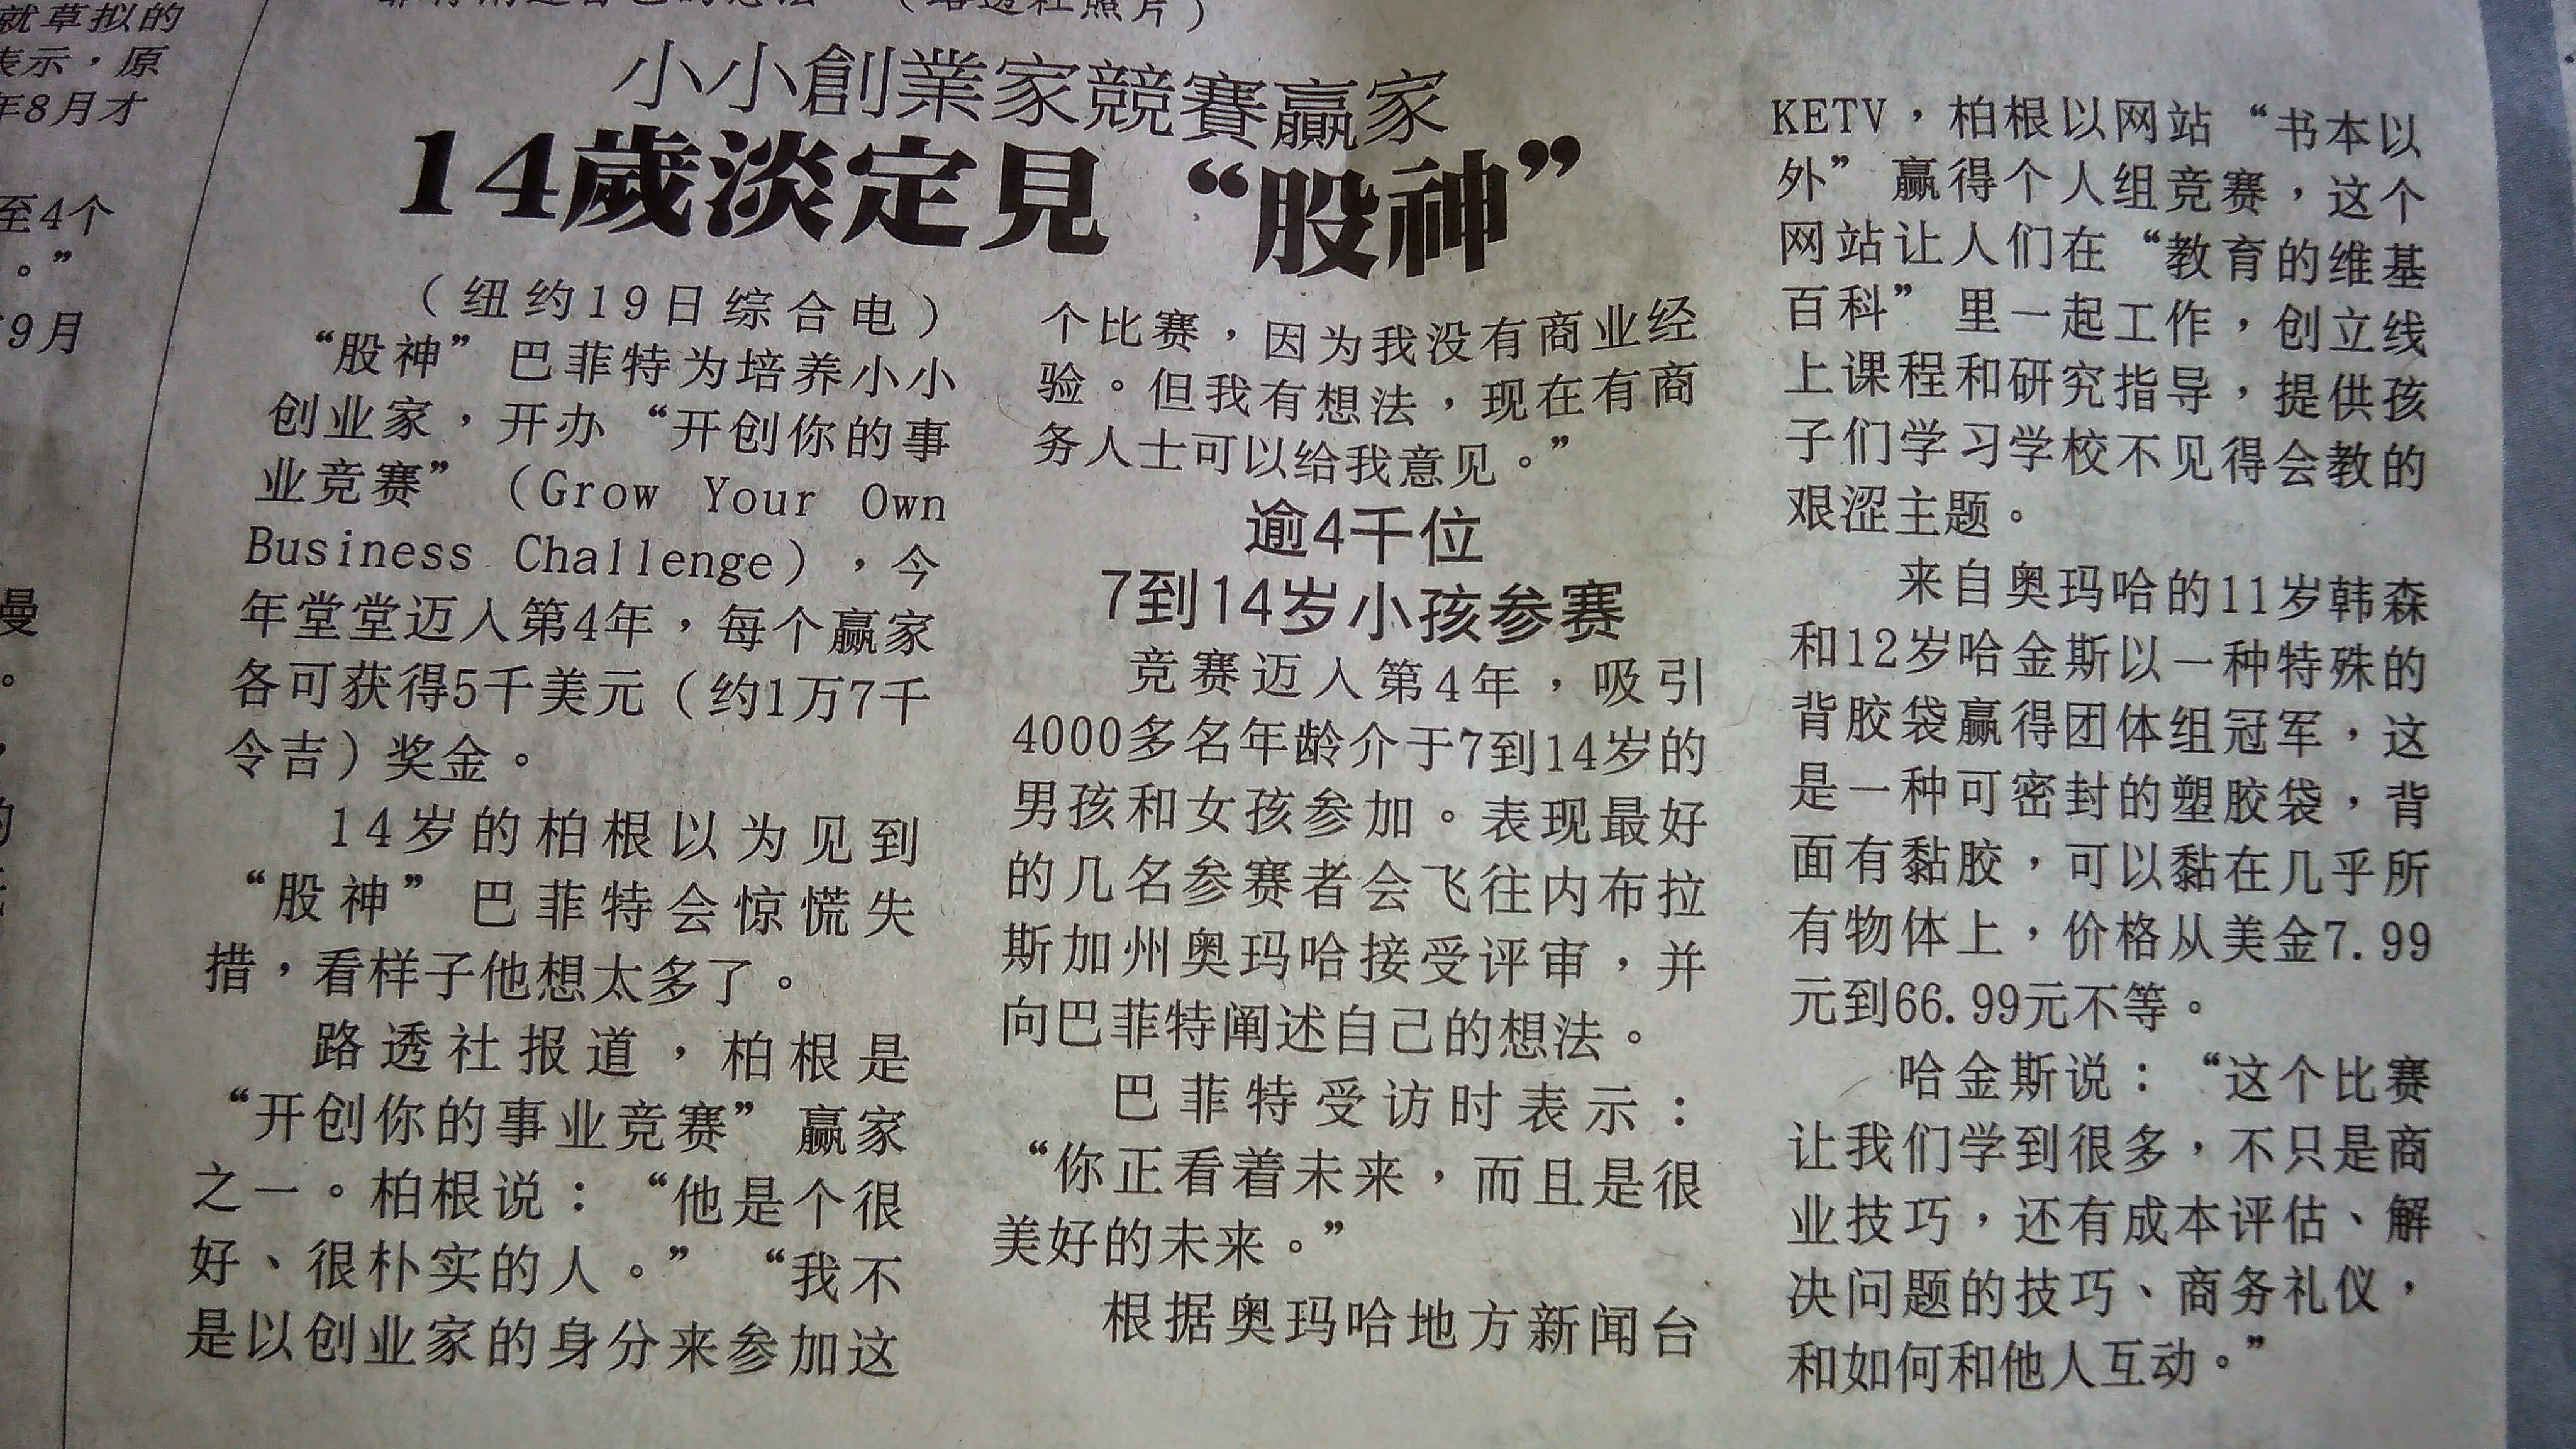 就草拟的
表示，原
年8月才
至4个
。”
9月
曼
。
（路透社照片）
小小創業家競賽贏家
14歲淡定見“股神”
（纽约19日综合电）
“股神”巴菲特为培养小小
创业家，开办“开创你的事
业竞赛”（Grow Your Own
Business Challenge），今
年堂堂迈入第4年，每个赢家
各可获得5千美元（约1万7千
令吉）奖金。
14岁的柏根以为见到
“股神”巴菲特会惊慌失
措，看样子他想太多了。
路透社报道，柏根是
“开创你的事业竞赛”赢家
之一。柏根说：“他是个很
好、很朴实的人。”“我不
是以创业家的身分来参加这
个比赛，因为我没有商业经
验。但我有想法，现在有商
务人士可以给我意见。”
逾4千位
7到14岁小孩参赛
竞赛迈入第4年，吸引
4000多名年龄介于7到14岁的
男孩和女孩参加。表现最好
的几名参赛者会飞往内布拉
斯加州奥玛哈接受评审，并
向巴菲特阐述自己的想法。
巴菲特受访时表示：
“你正看着未来，而且是很
美好的未来。”
根据奥玛哈地方新闻台
KETV，柏根以网站“书本以
外”赢得个人组竞赛，这个
网站让人们在“教育的维基
百科”里一起工作，创立线
上课程和研究指导，提供孩
子们学习学校不见得会教的
艰涩主题。
来自奥玛哈的11岁韩森
和12岁哈金斯以一种特殊的
背胶袋赢得团体组冠军，这
是一种可密封的塑胶袋，背
面有黏胶，可以黏在几乎所
有物体上，价格从美金7.99
元到66.99元不等。
哈金斯说：“这个比赛
让我们学到很多，不只是商
业技巧，还有成本评估、解
决问题的技巧、商务礼仪，
和如何和他人互动。”